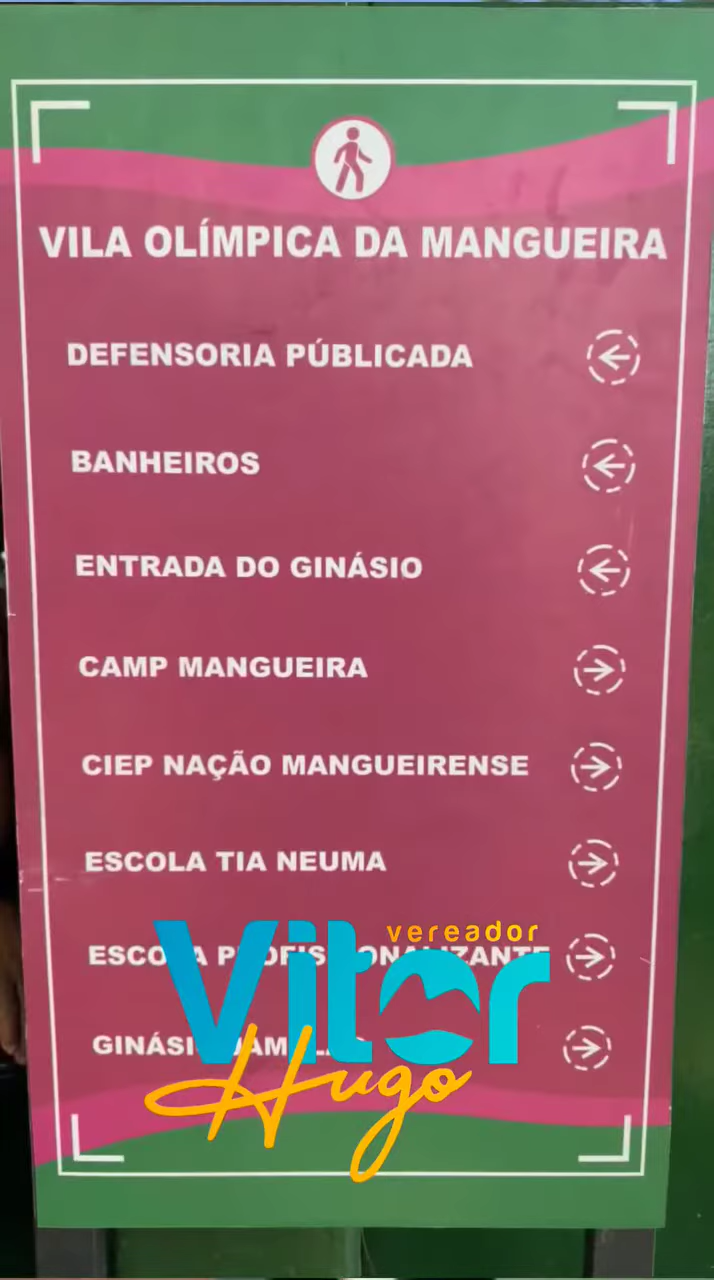 VILA OLÍMPICA DA MANGUEIRA
DEFENSORIA PÚBLICADA
BANHEIROS
ENTRADA DO GINÁSIO
CAMP MANGUEIRA
CIEP NAÇÃO MANGUEIRENSE
ESCOLA TIA NEUMA
ESCOLA PROFISSIONALIZANTE
GINÁSIO
vereador
Vitor
Hugo